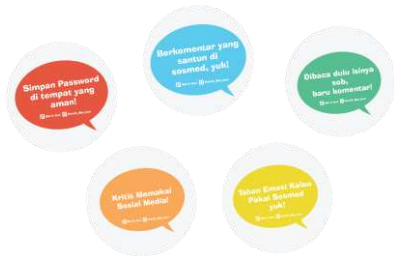 Simpan Password
di tempat yang
aman!
Berkomentar yang
santun di
sosmed, yuk!
Dibaca dulu isinya
sob,
baru komentar!
Kritis Memakai
Sosial Media!
Tahan Emosi Kalau
Pakai Sosmed
yuk!